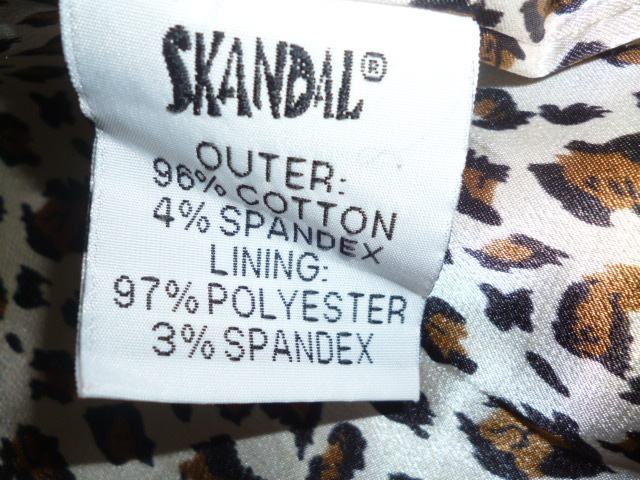 SKANDAL®
OUTER:
96% COTTON
4% SPANDEX
LINING:
97% POLYESTER
3% SPANDEX